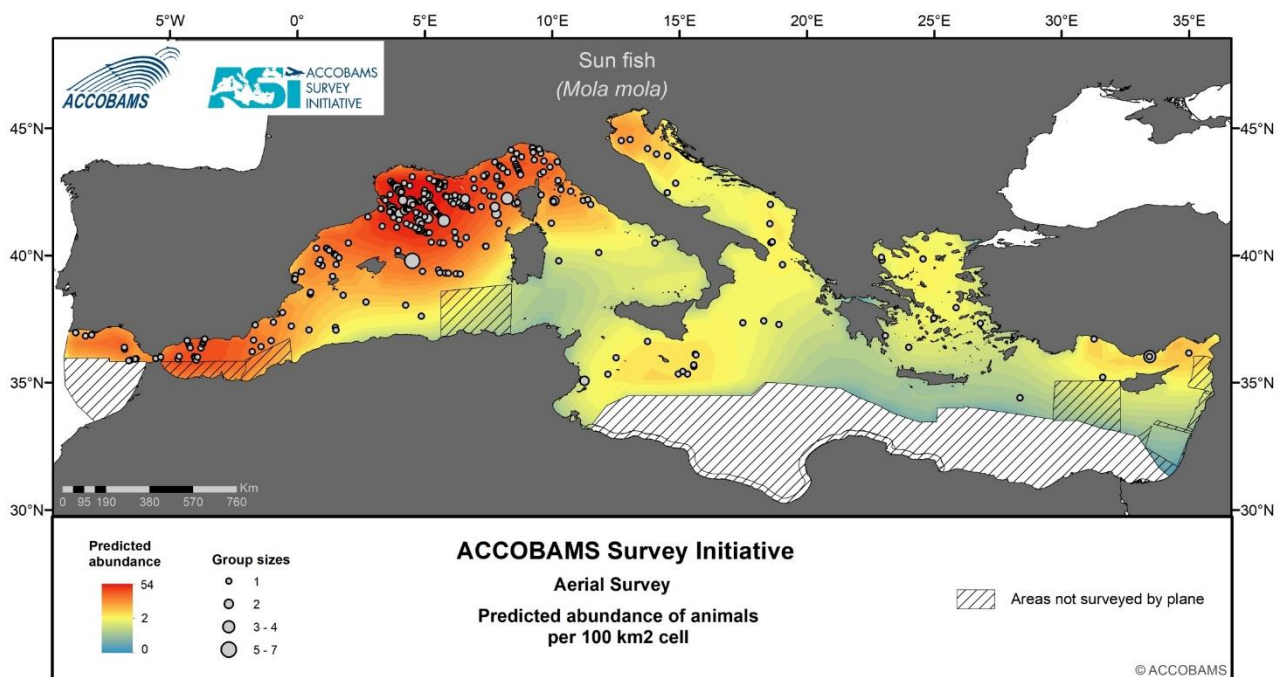 5°W 0° 5°E 10°E 15°E 20°E 25°E 30°E 35°E
ACCOBAMS
ASI
ACCOBAMS
SURVEY
INITIATIVE
Sun fish
(Mola mola)
45°N 45°N
40°N 40°N
35°N 35°N
30°N 30°N
Km
0 95 190 380 570 760
Predicted
abundance
54
2
0
Group sizes
1
2
3 - 4
5 - 7
ACCOBAMS Survey Initiative
Aerial Survey
Predicted abundance of animals
per 100 km2 cell
Areas not surveyed by plane
© ACCOBAMS